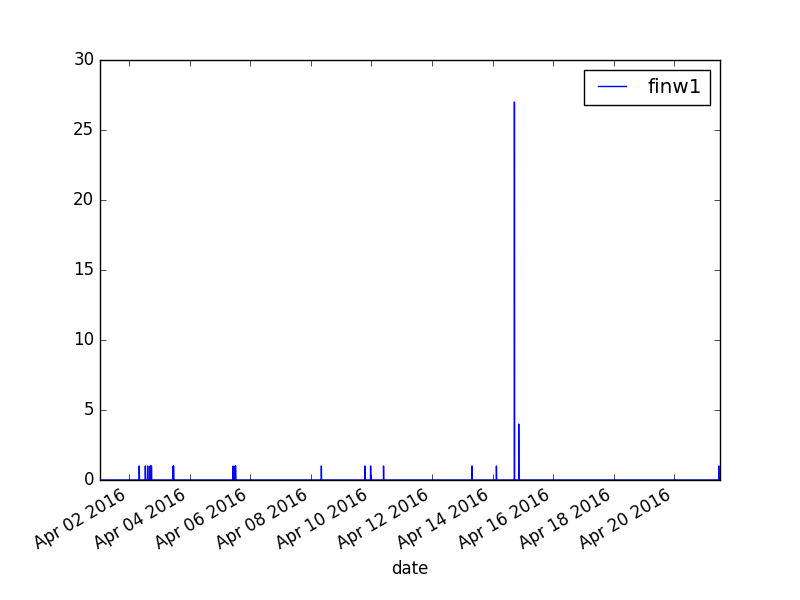 30
finw1
25
20
15
10
5
0
Apr 02 2016
Apr 04 2016
Apr 06 2016
Apr 08 2016
Apr 10 2016
Apr 12 2016
Apr 14 2016
Apr 16 2016
Apr 18 2016
Apr 20 2016
date